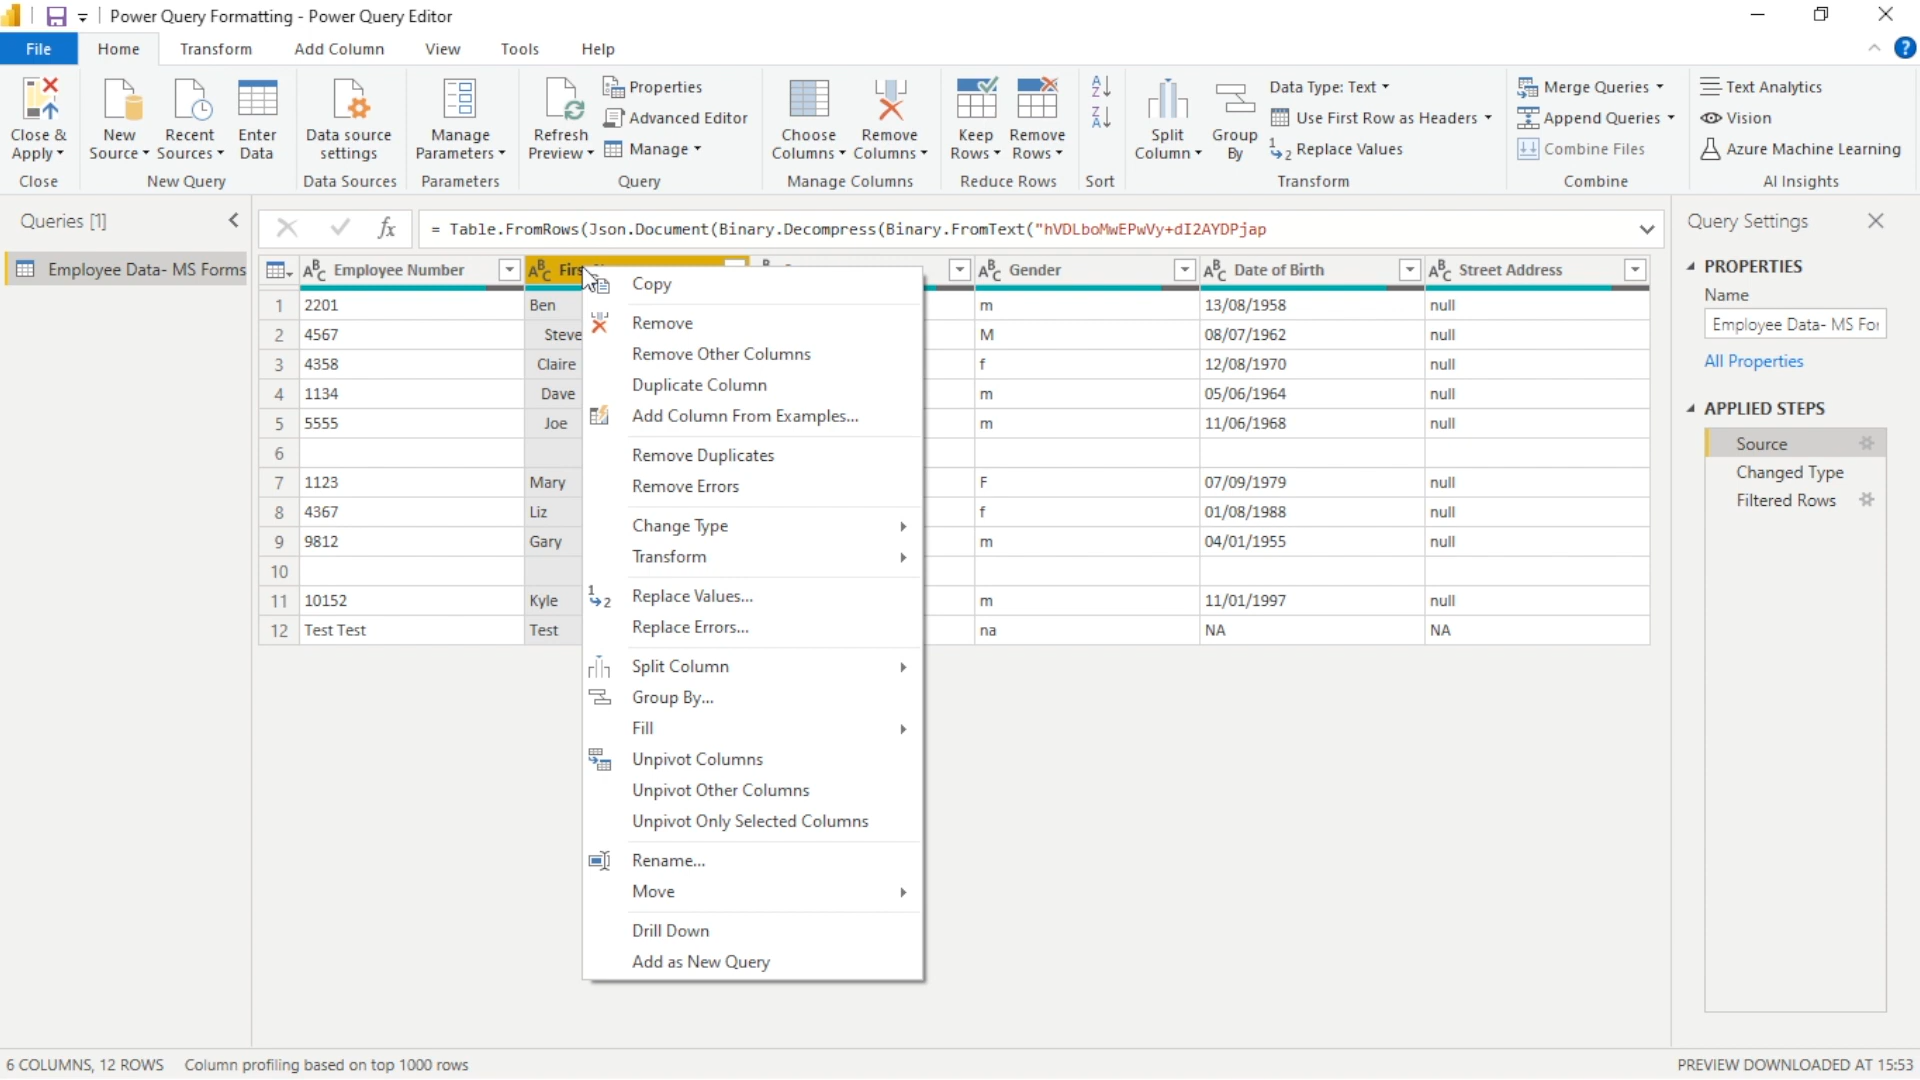 Power Query Formatting - Power Query Editor
File Home Transform Add Column View Tools Help
Close & Apply
New Source
Recent Sources
Enter Data
Data source settings
Manage Parameters
Refresh Preview
Properties
Advanced Editor
Manage
Choose Columns
Remove Columns
Keep Rows
Remove Rows
Split Column
Group By
Data Type: Text
Use First Row as Headers
Replace Values
Merge Queries
Append Queries
Combine Files
Text Analytics
Vision
Azure Machine Learning
Close New Query Data Sources Parameters Query Manage Columns Reduce Rows Sort Transform Combine AI Insights
Queries [1]
Employee Data- MS Forms
fx
= Table.FromRows(Json.Document(Binary.Decompress(Binary.FromText("hVDLboMwEPwVy+dI2AYDPjap
Employee Number Gender Date of Birth Street Address
1 2201 Ben m 13/08/1958 null
2 4567 Steve M 08/07/1962 null
3 4358 Claire f 12/08/1970 null
4 1134 Dave m 05/06/1964 null
5 5555 Joe m 11/06/1968 null
6
7 1123 Mary F 07/09/1979 null
8 4367 Liz f 01/08/1988 null
9 9812 Gary m 04/01/1955 null
10
11 10152 Kyle m 11/01/1997 null
12 Test Test Test na NA NA
Copy
Remove
Remove Other Columns
Duplicate Column
Add Column From Examples...
Remove Duplicates
Remove Errors
Change Type
Transform
Replace Values...
Replace Errors...
Split Column
Group By...
Fill
Unpivot Columns
Unpivot Other Columns
Unpivot Only Selected Columns
Rename...
Move
Drill Down
Add as New Query
Query Settings
PROPERTIES
Name
Employee Data- MS For
All Properties
APPLIED STEPS
Source
Changed Type
Filtered Rows
6 COLUMNS, 12 ROWS Column profiling based on top 1000 rows
PREVIEW DOWNLOADED AT 15:53